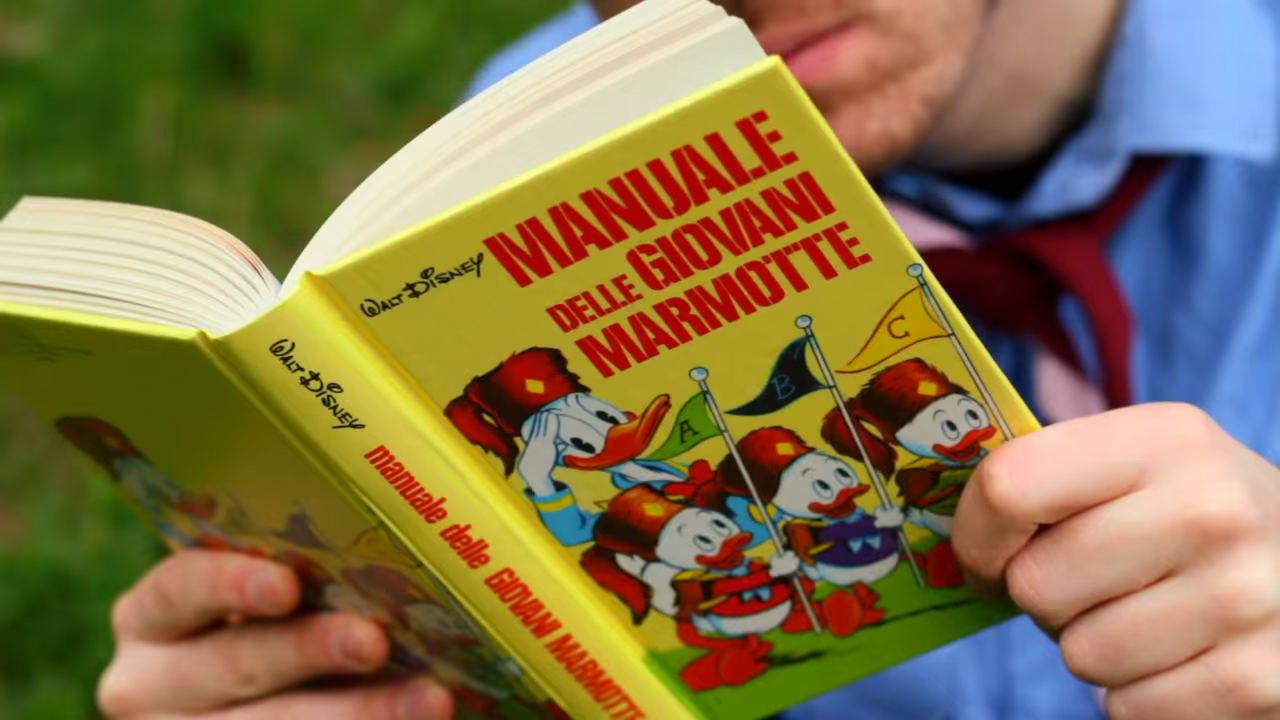 WALT DISNEY
MANUALE
DELLE GIOVANI
MARMOTTE
A
B
C
WALT DISNEY
manuale delle GIOVANI MARMOTTE